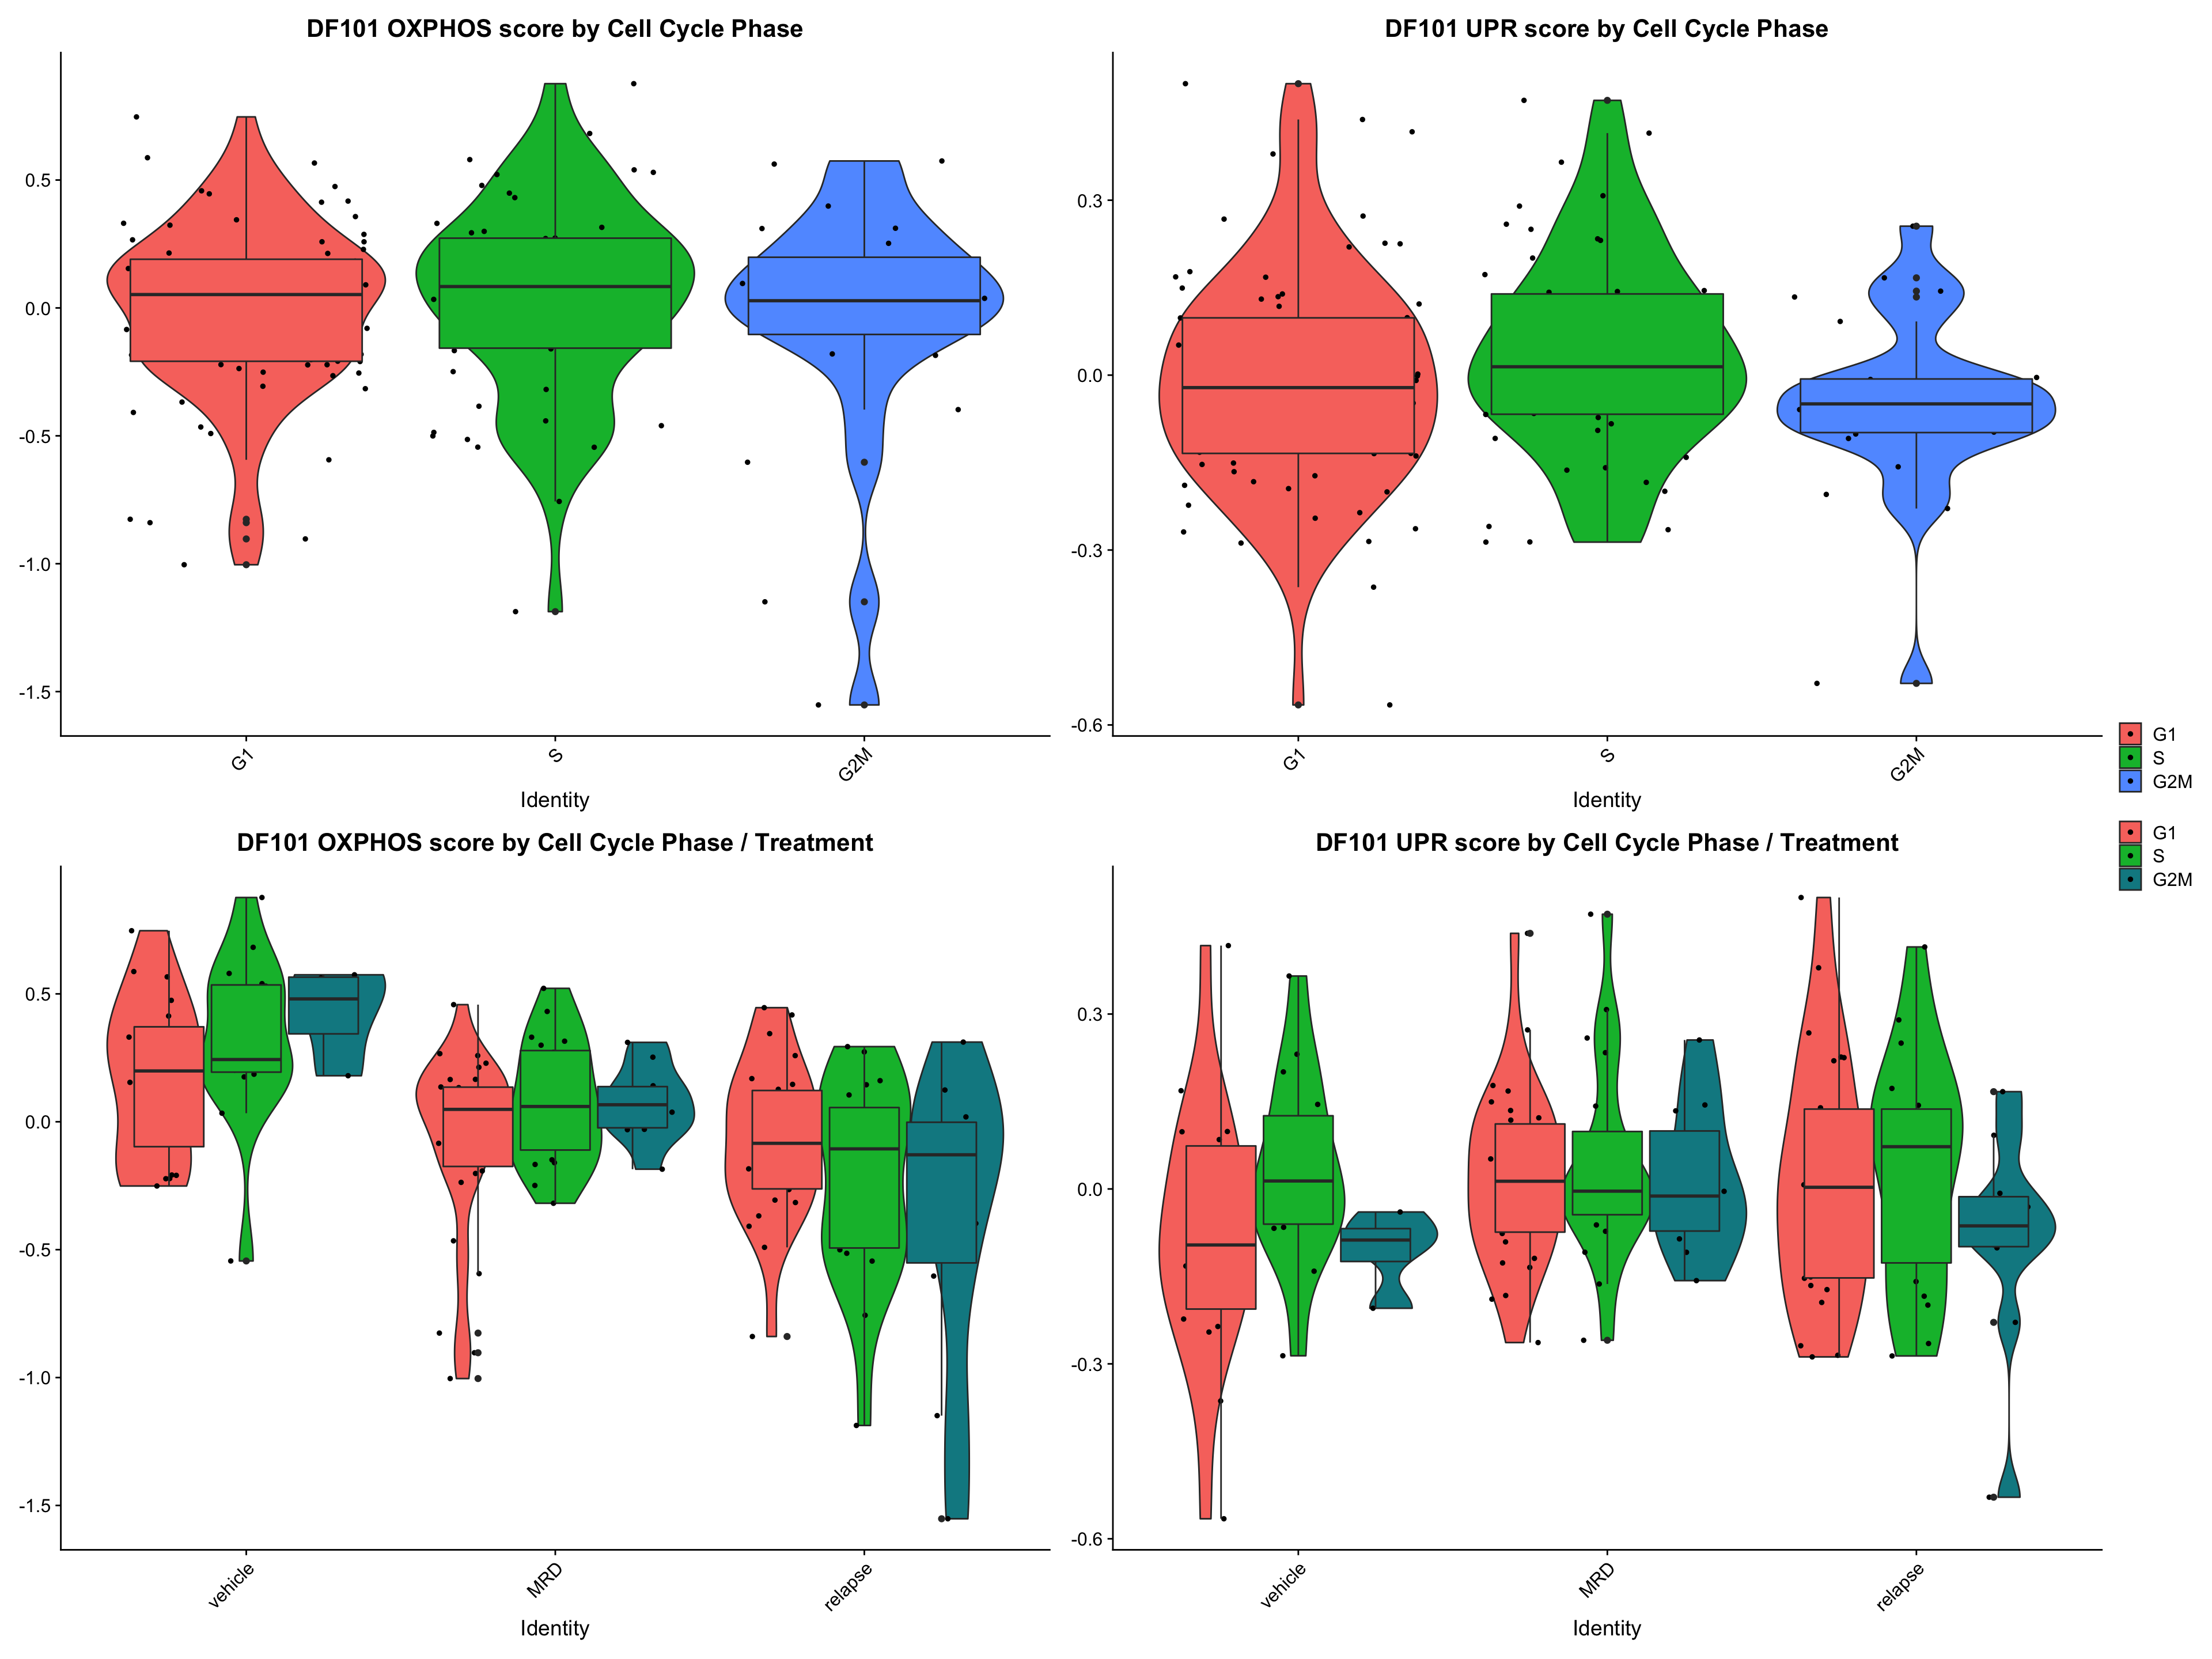 DF101 OXPHOS score by Cell Cycle Phase
0.5
0.0
-0.5
-1.0
-1.5
G1
S
G2M
Identity
DF101 UPR score by Cell Cycle Phase
0.3
0.0
-0.3
-0.6
G1
S
G2M
Identity
G1
S
G2M
G1
S
G2M
DF101 OXPHOS score by Cell Cycle Phase / Treatment
0.5
0.0
-0.5
-1.0
-1.5
vehicle
MRD
relapse
Identity
DF101 UPR score by Cell Cycle Phase / Treatment
0.3
0.0
-0.3
-0.6
vehicle
MRD
relapse
Identity